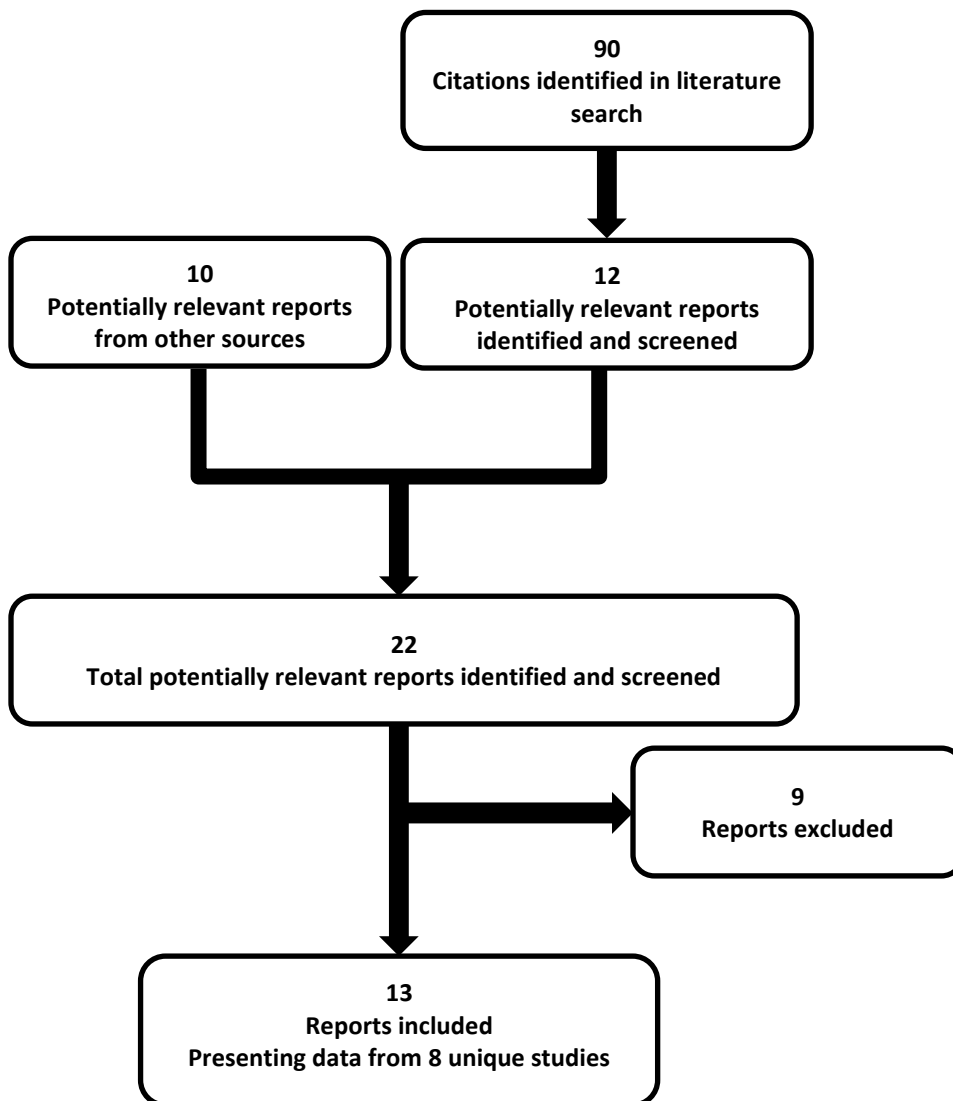 90
Citations identified in literature
search
10
Potentially relevant reports
from other sources
12
Potentially relevant reports
identified and screened
22
Total potentially relevant reports identified and screened
9
Reports excluded
13
Reports included
Presenting data from 8 unique studies